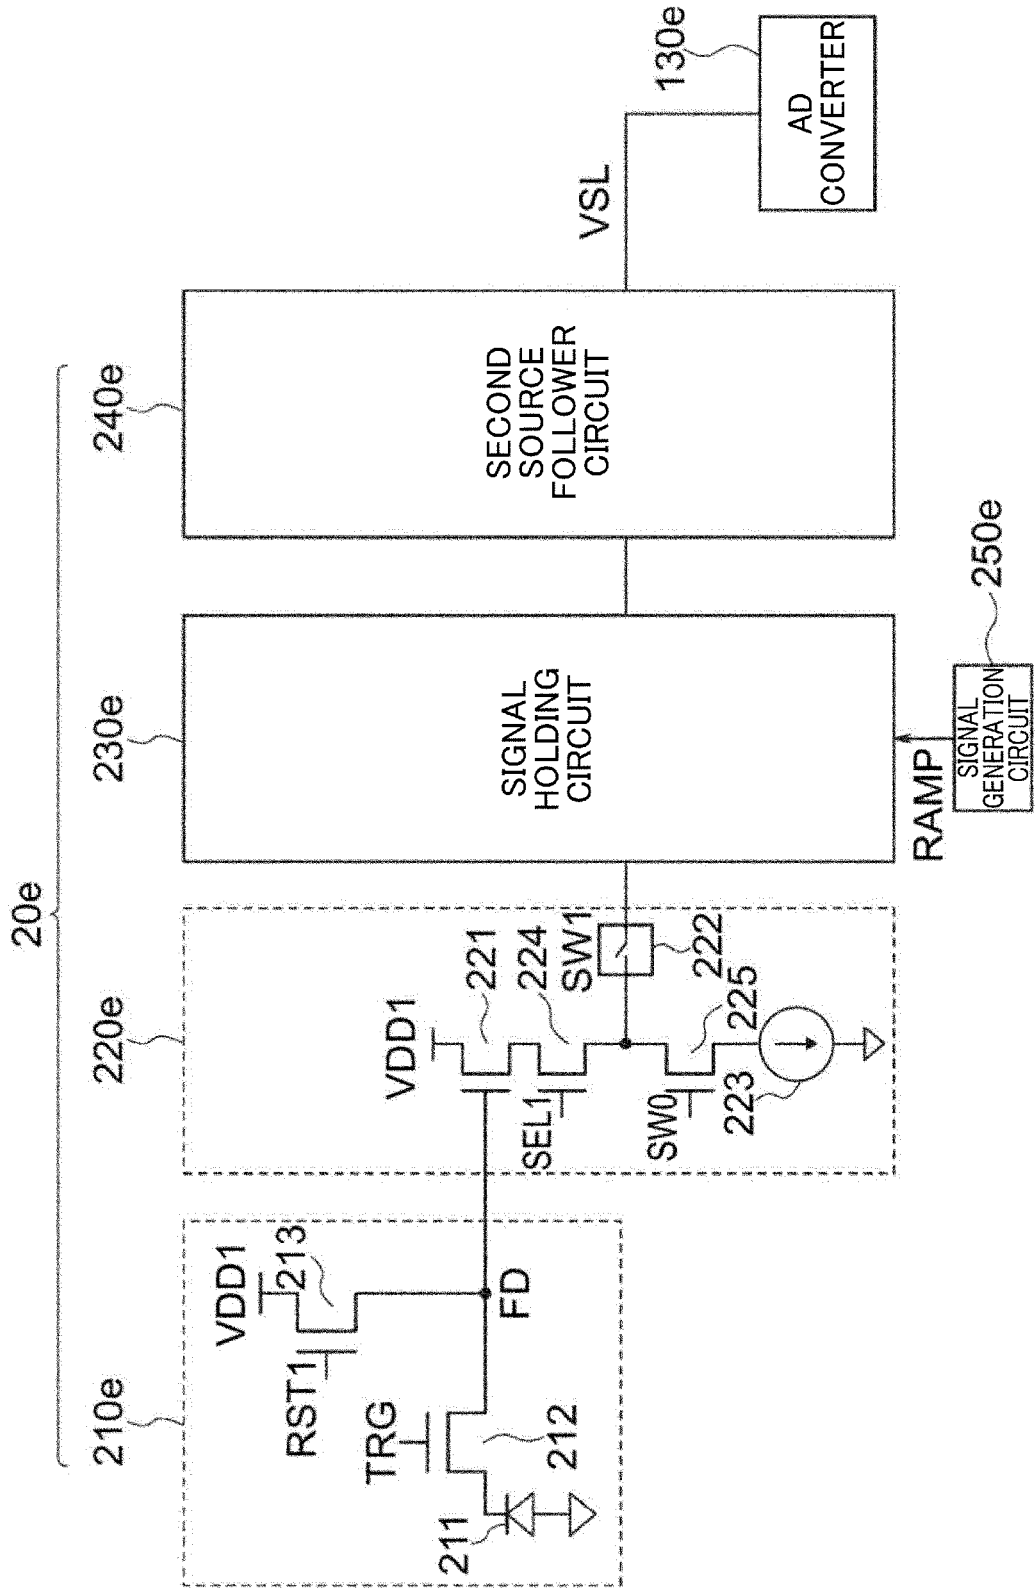 20e
210e
220e
230e
240e
VDD1
213
RST1
TRG
212
211
FD
VDD1
221
SEL1
224
SW1
222
SW0
225
223
SIGNAL
HOLDING
CIRCUIT
SECOND
SOURCE
FOLLOWER
CIRCUIT
VSL
130e
AD
CONVERTER
RAMP
SIGNAL
GENERATION
CIRCUIT
250e